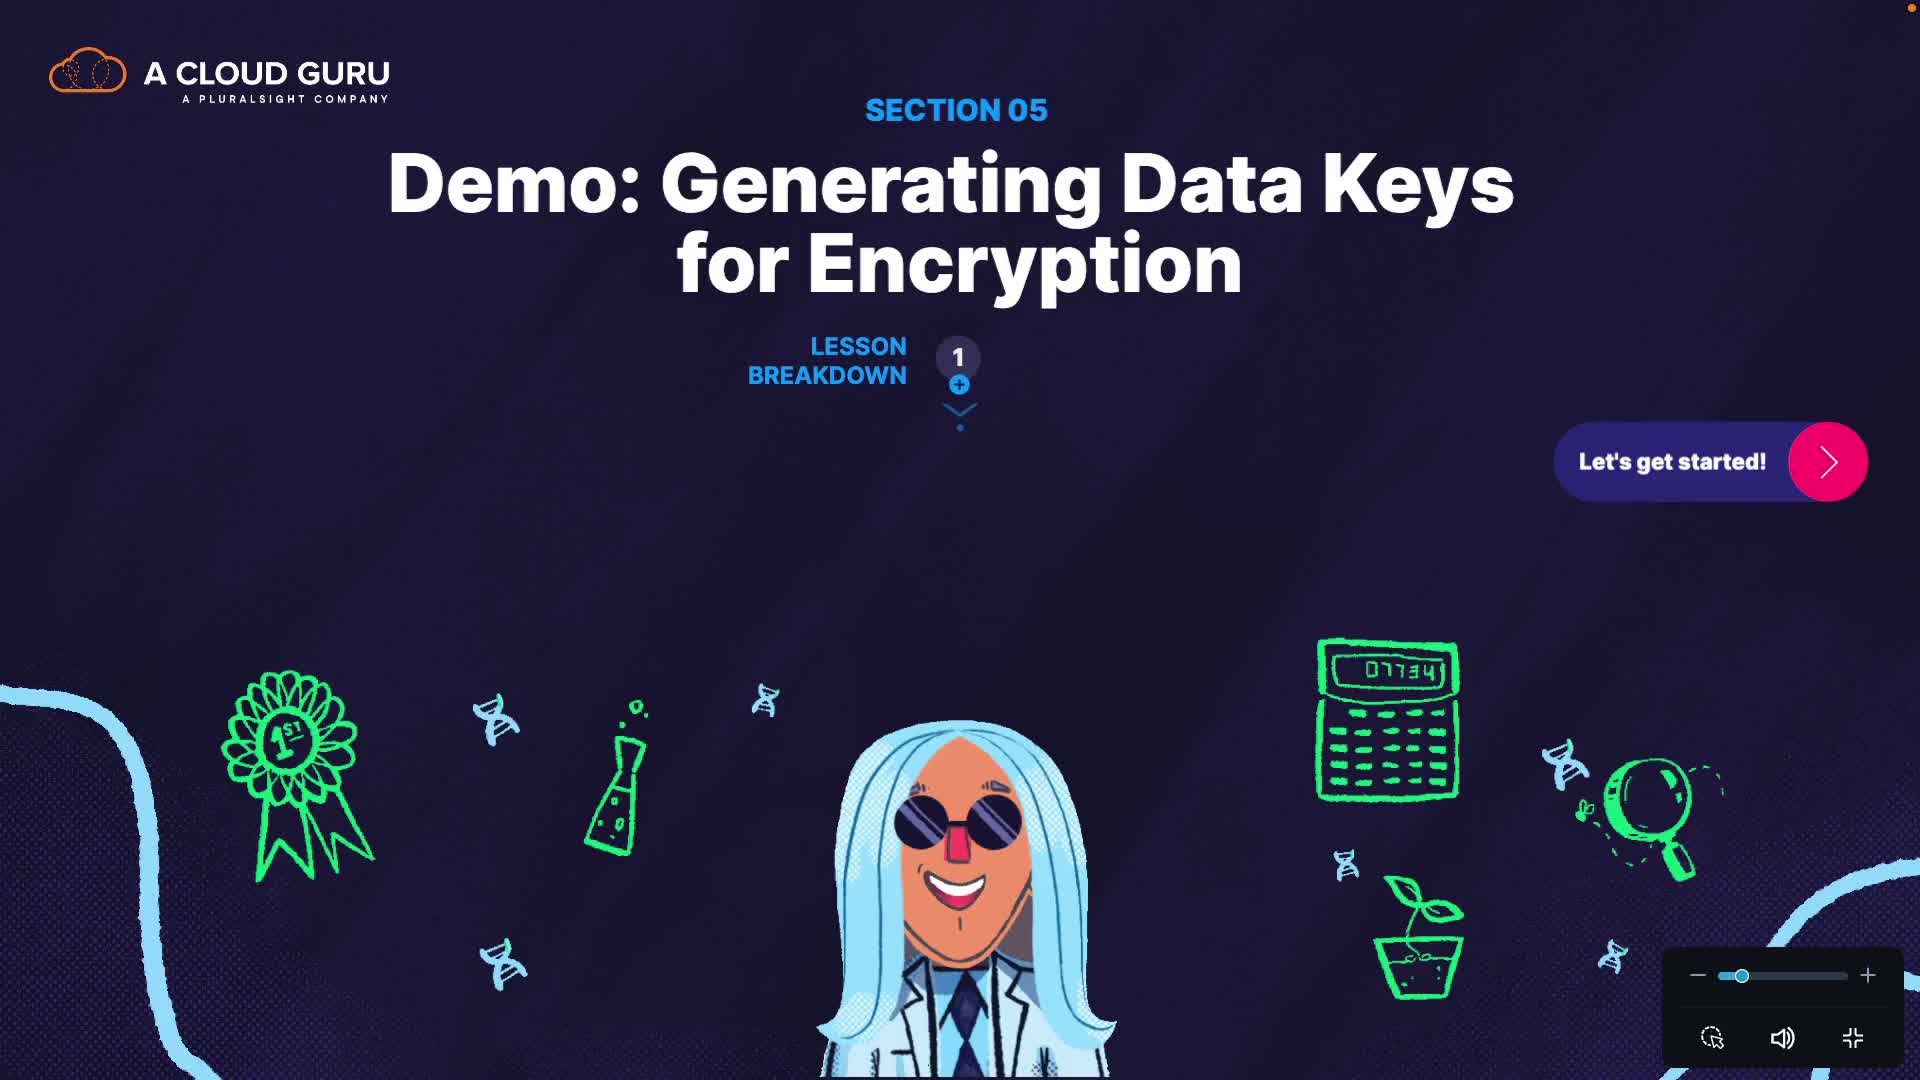 A CLOUD GURU
A PLURALSIGHT COMPANY
SECTION 05
Demo: Generating Data Keys
for Encryption
LESSON
BREAKDOWN
1
Let's get started!
1ST
07734